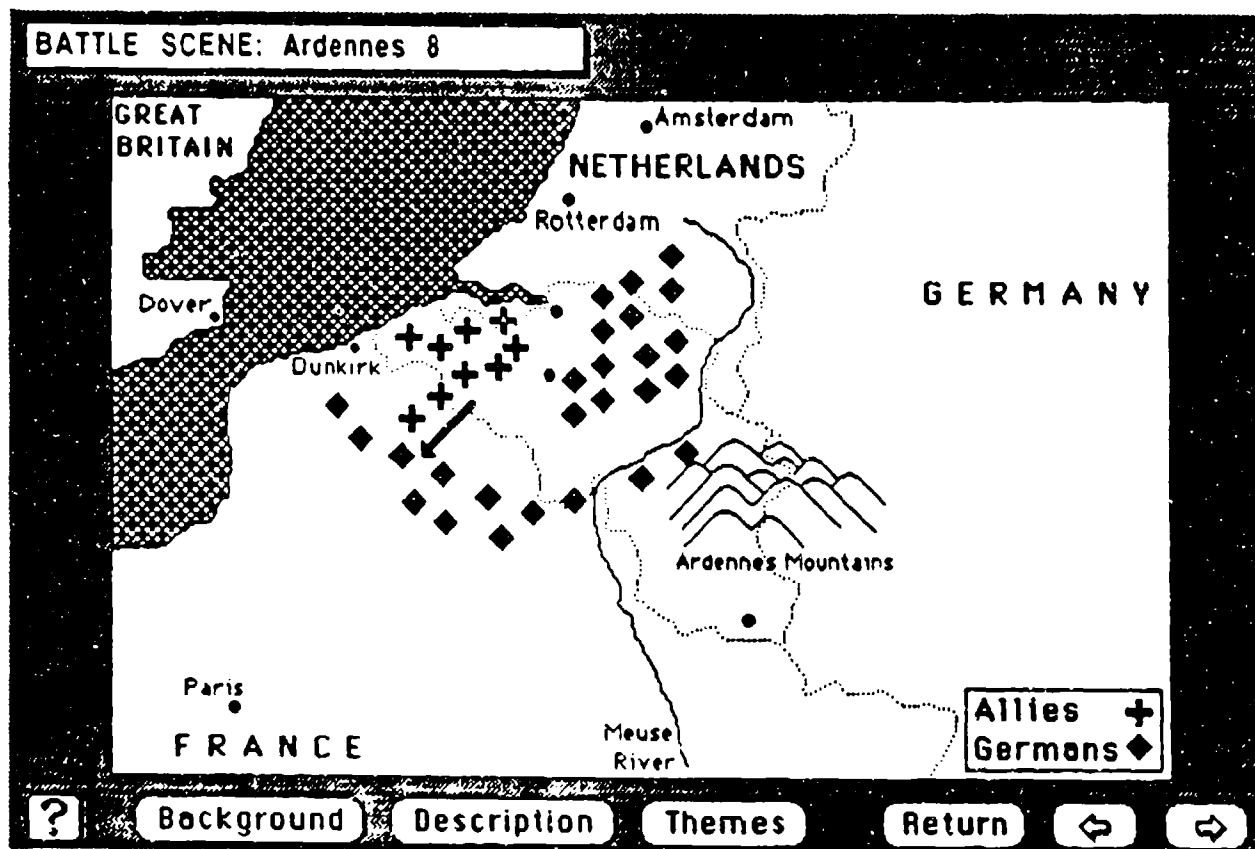 BATTLE SCENE: Ardennes 8
GREAT
BRITAIN
Amsterdam
NETHERLANDS
Rotterdam
GERMANY
Dover
Dunkirk
Ardennes Mountains
Paris
FRANCE
Meuse
River
Allies
Germans
?
Background
Description
Themes
Return